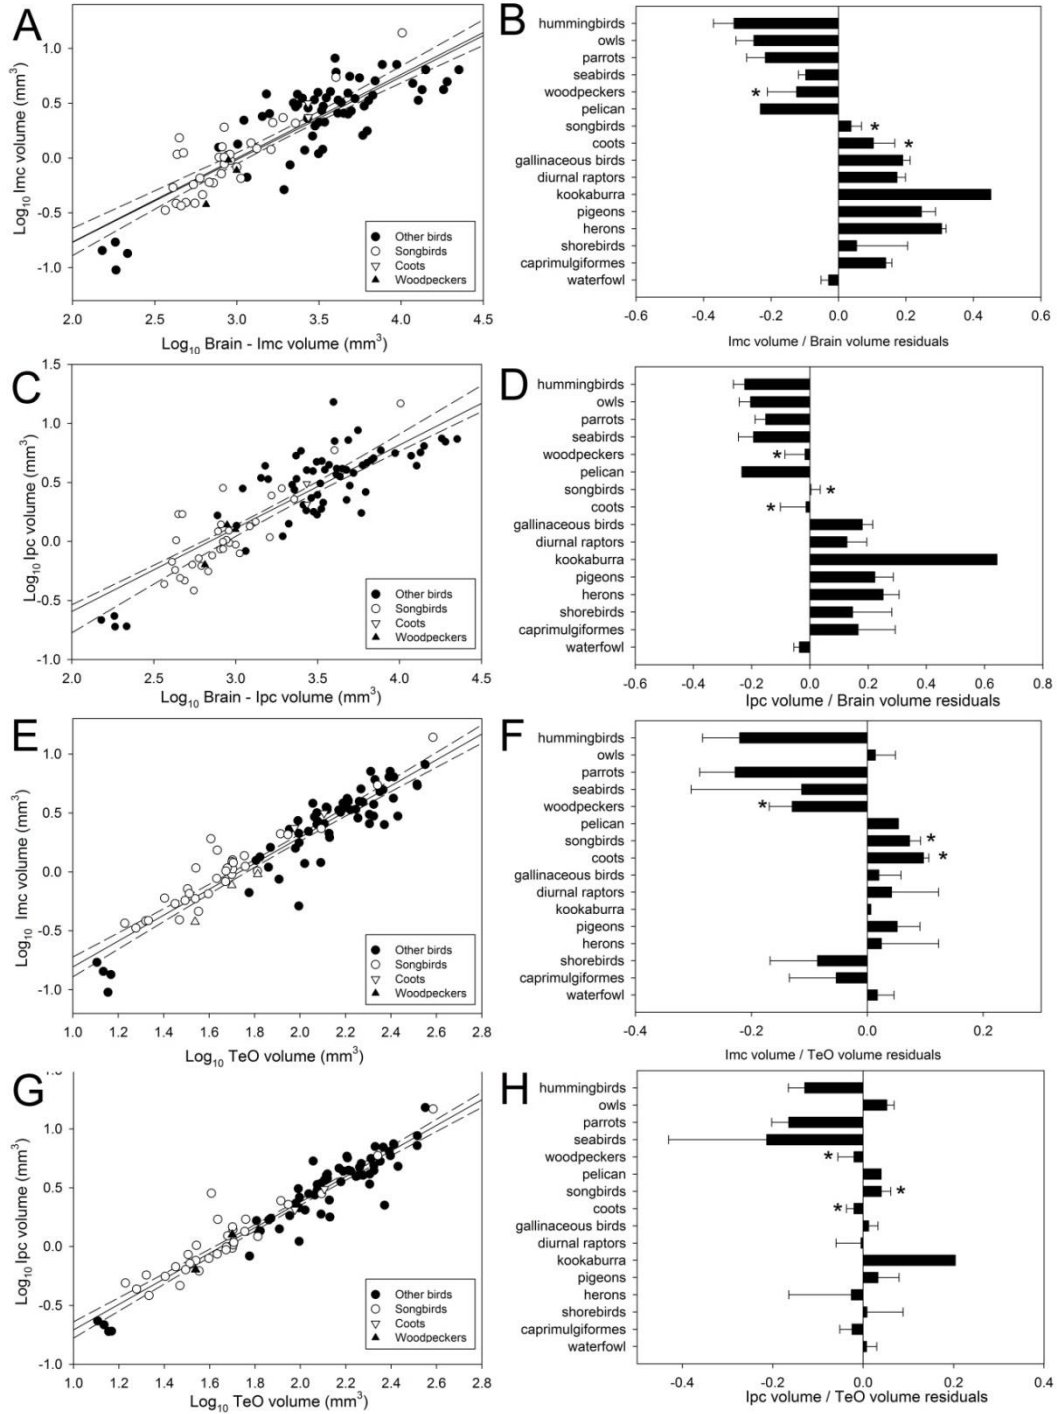 A
Log10 Imc volume (mm3)
1.0
0.5
0.0
-0.5
-1.0
Other birds
Songbirds
Coots
Woodpeckers
2.0 2.5 3.0 3.5 4.0 4.5
Log10 Brain - Imc volume (mm3)
B
hummingbirds
owls
parrots
seabirds
woodpeckers *
pelican
songbirds *
coots *
gallinaceous birds
diurnal raptors
kookaburra
pigeons
herons
shorebirds
caprimulgiformes
waterfowl
-0.6 -0.4 -0.2 0.0 0.2 0.4 0.6
Imc volume / Brain volume residuals
C
Log10 Ipc volume (mm3)
1.5
1.0
0.5
0.0
-0.5
-1.0
Other birds
Songbirds
Coots
Woodpeckers
2.0 2.5 3.0 3.5 4.0 4.5
Log10 Brain - Ipc volume (mm3)
D
hummingbirds
owls
parrots
seabirds
woodpeckers *
pelican
songbirds *
coots *
gallinaceous birds
diurnal raptors
kookaburra
pigeons
herons
shorebirds
caprimulgiformes
waterfowl
-0.6 -0.4 -0.2 0.0 0.2 0.4 0.6 0.8
Ipc volume / Brain volume residuals
E
Log10 Imc volume (mm3)
1.0
0.5
0.0
-0.5
-1.0
Other birds
Songbirds
Coots
Woodpeckers
1.0 1.2 1.4 1.6 1.8 2.0 2.2 2.4 2.6 2.8
Log10 TeO volume (mm3)
F
hummingbirds
owls
parrots
seabirds
woodpeckers *
pelican
songbirds *
coots *
gallinaceous birds
diurnal raptors
kookaburra
pigeons
herons
shorebirds
caprimulgiformes
waterfowl
-0.4 -0.2 0.0 0.2
Imc volume / TeO volume residuals
G
Log10 Ipc volume (mm3)
1.0
0.5
0.0
-0.5
-1.0
Other birds
Songbirds
Coots
Woodpeckers
1.0 1.2 1.4 1.6 1.8 2.0 2.2 2.4 2.6 2.8
Log10 TeO volume (mm3)
H
hummingbirds
owls
parrots
seabirds
woodpeckers *
pelican
songbirds *
coots *
gallinaceous birds
diurnal raptors
kookaburra
pigeons
herons
shorebirds
caprimulgiformes
waterfowl
-0.4 -0.2 0.0 0.2 0.4
Ipc volume / TeO volume residuals